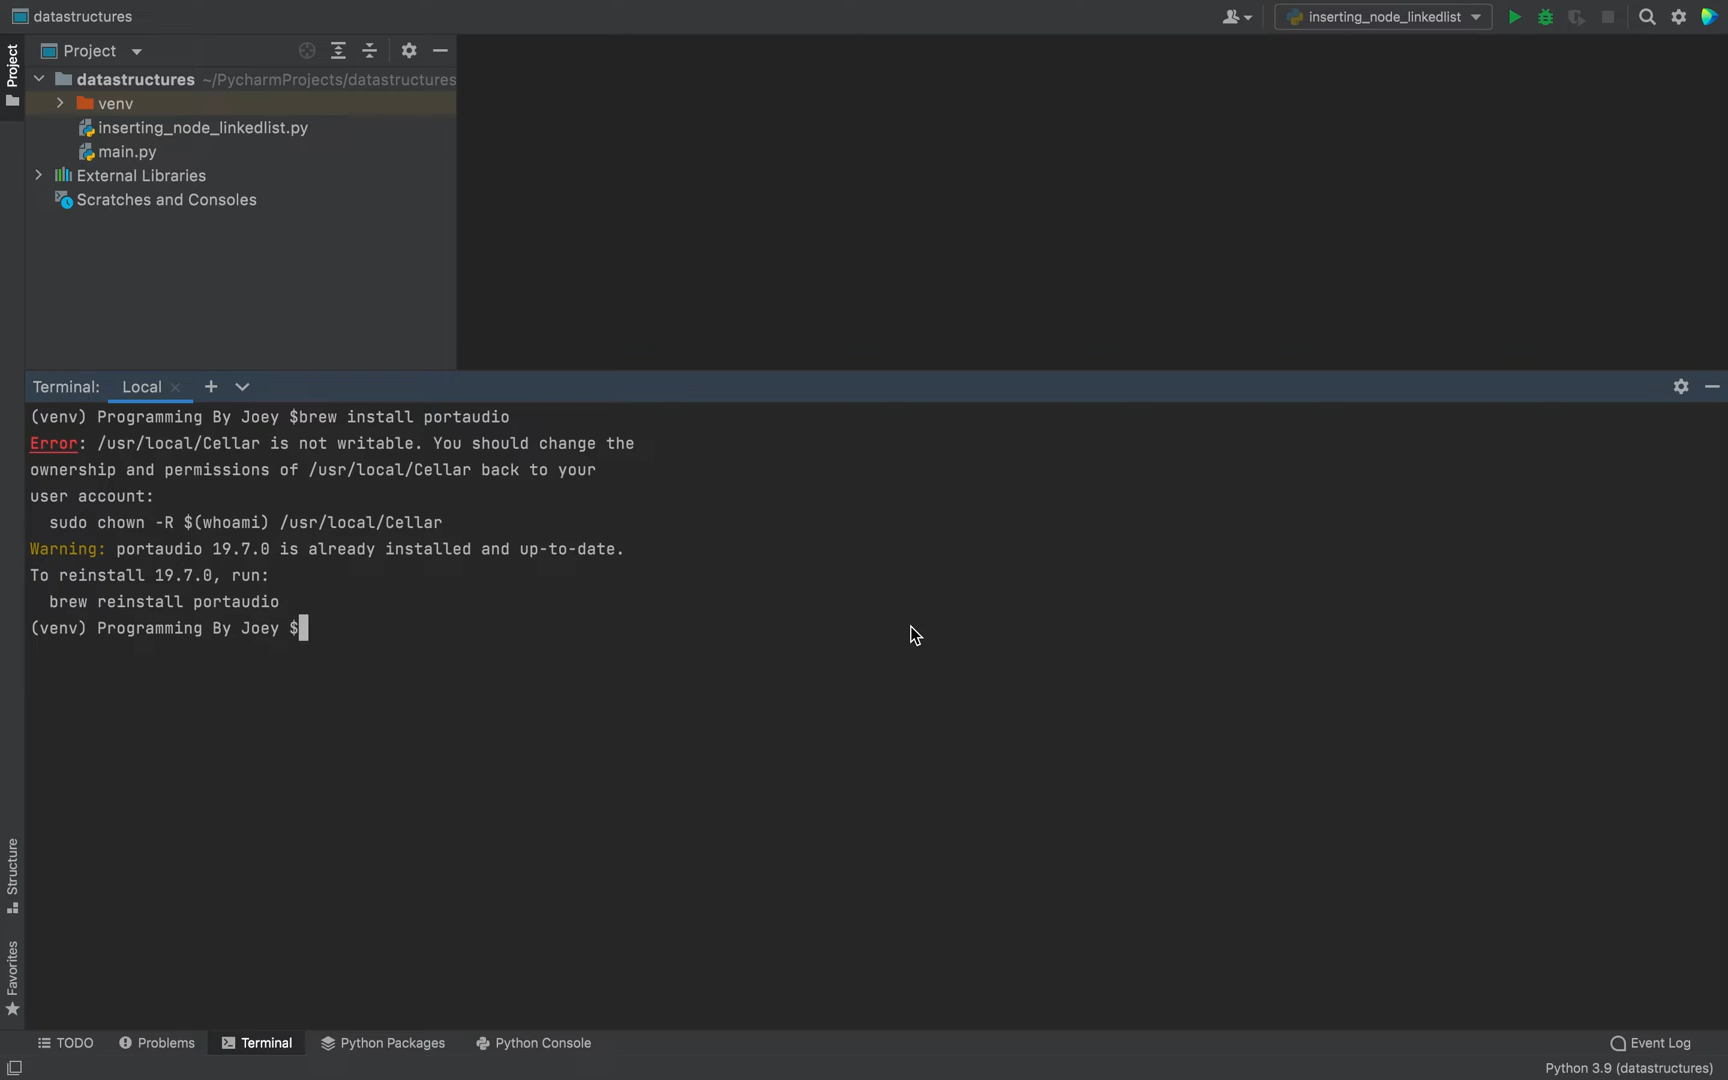 datastructures
inserting_node_linkedlist
Project
Project
datastructures ~/PycharmProjects/datastructures
venv
inserting_node_linkedlist.py
main.py
External Libraries
Scratches and Consoles
Terminal: Local
(venv) Programming By Joey $brew install portaudio
Error: /usr/local/Cellar is not writable. You should change the
ownership and permissions of /usr/local/Cellar back to your
user account:
sudo chown -R $(whoami) /usr/local/Cellar
Warning: portaudio 19.7.0 is already installed and up-to-date.
To reinstall 19.7.0, run:
brew reinstall portaudio
(venv) Programming By Joey $
Structure
Favorites
TODO Problems Terminal Python Packages Python Console Event Log
Python 3.9 (datastructures)